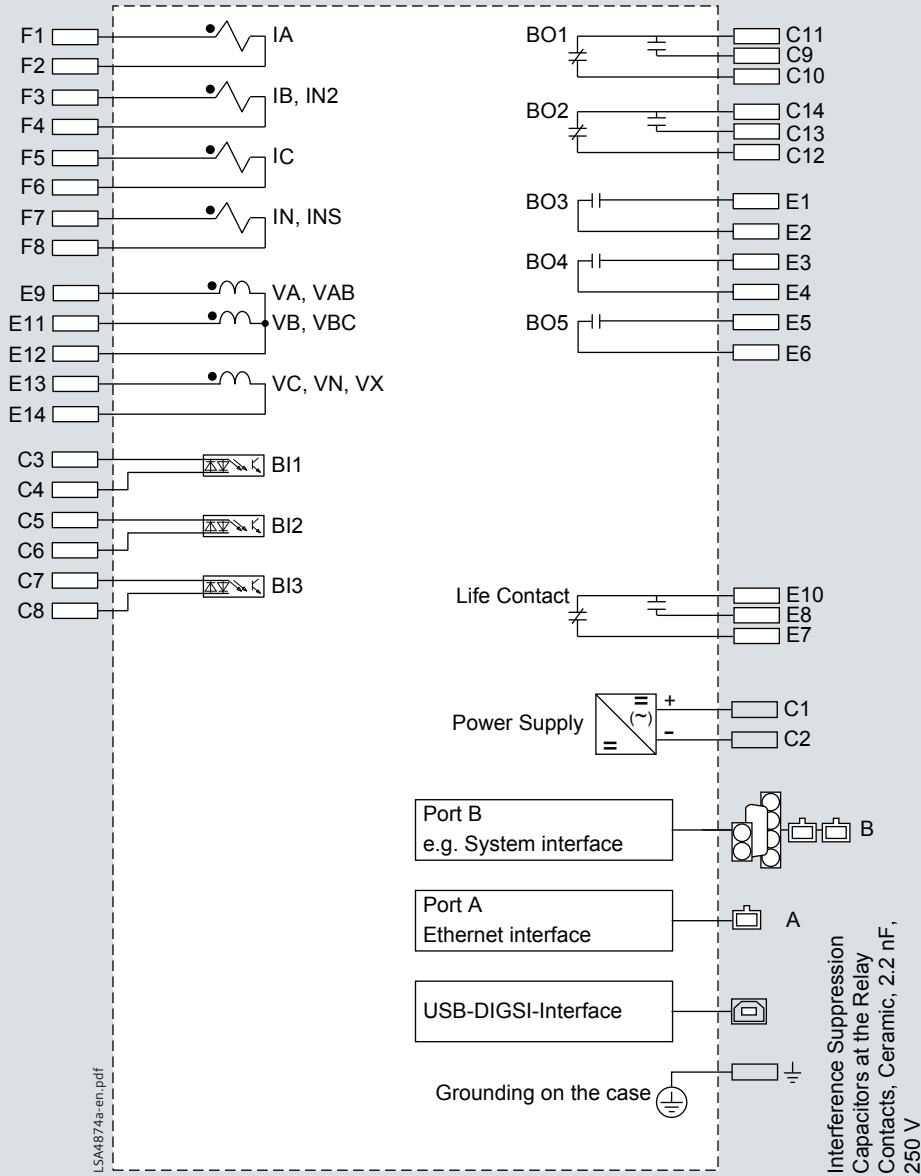 F1
F2
IA
F3
F4
IB, IN2
F5
F6
IC
F7
F8
IN, INS
E9
VA, VAB
E11
VB, VBC
E12
E13
VC, VN, VX
E14
C3
C4
BI1
C5
C6
BI2
C7
C8
BI3
BO1
C11
C9
C10
BO2
C14
C13
C12
BO3
E1
E2
BO4
E3
E4
BO5
E5
E6
Life Contact
E10
E8
E7
Power Supply
=
(~)
=
+
-
C1
C2
Port B
e.g. System interface
B
Port A
Ethernet interface
A
USB-DIGSI-Interface
Grounding on the case
Interference Suppression
Capacitors at the Relay
Contacts, Ceramic, 2.2 nF,
250 V
LSA4874a-en.pdf